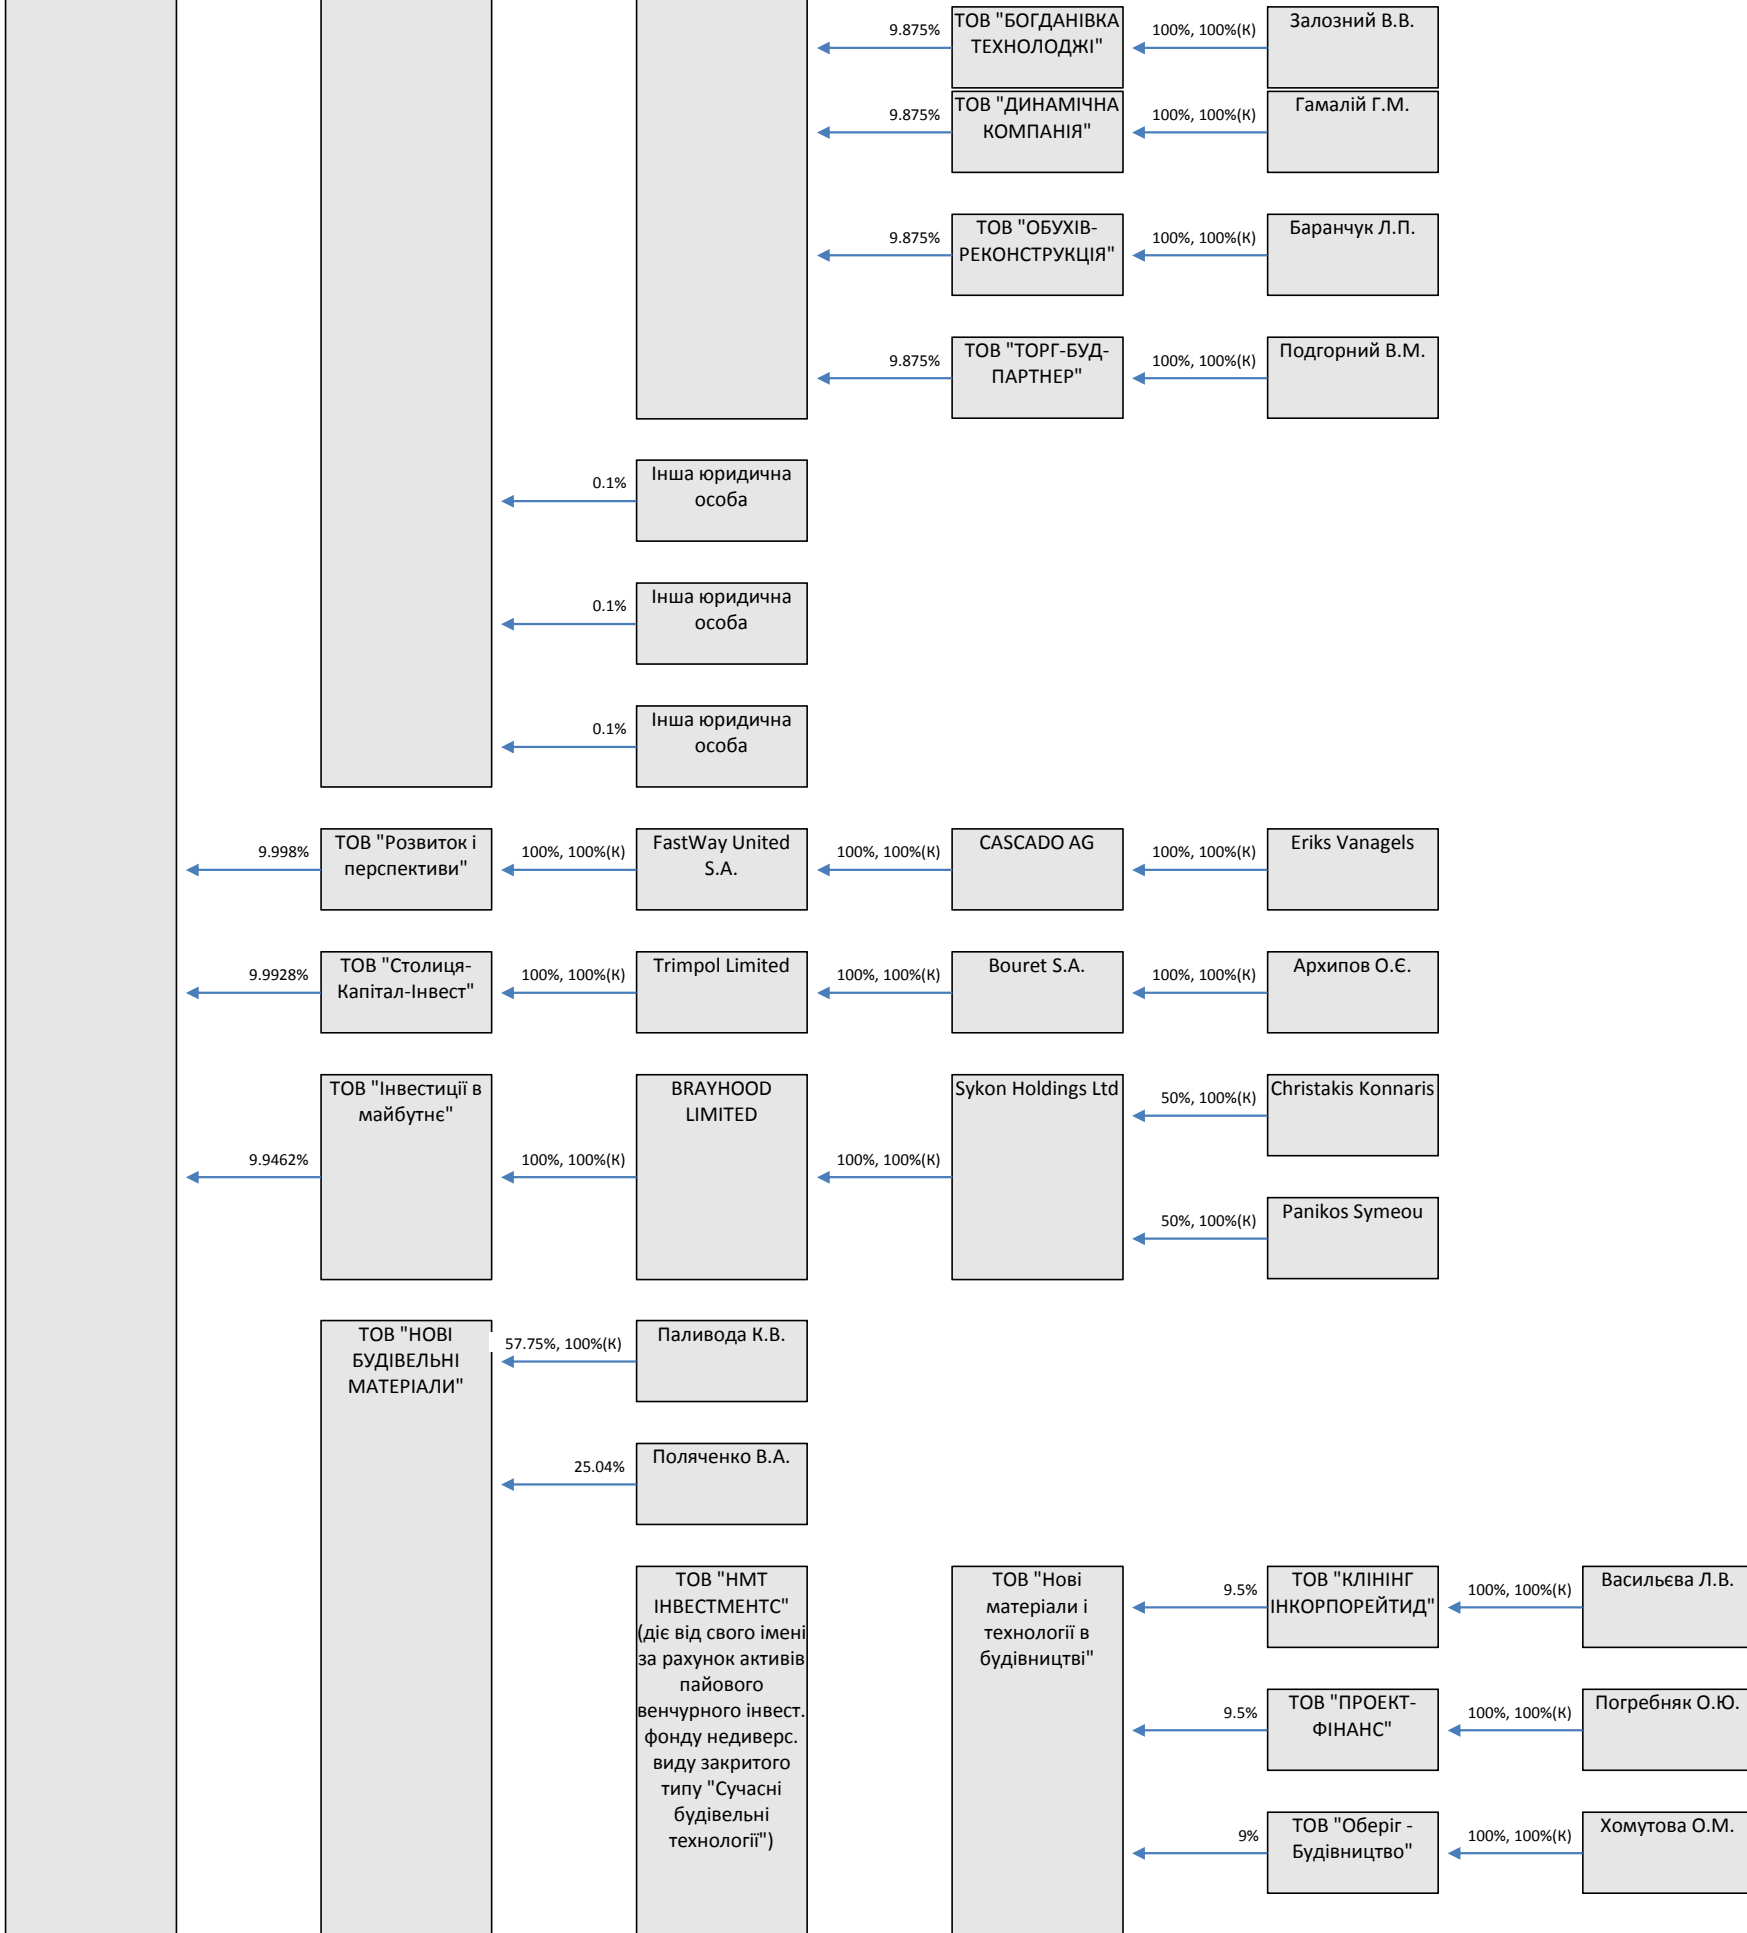 9.875%
ТОВ "БОГДАНІВКА
ТЕХНОЛОДЖІ"
100%, 100%(К)
Залозний В.В.
9.875%
ТОВ "ДИНАМІЧНА
КОМПАНІЯ"
100%, 100%(К)
Гамалій Г.М.
9.875%
ТОВ "ОБУХІВ-
РЕКОНСТРУКЦІЯ"
100%, 100%(К)
Баранчук Л.П.
9.875%
ТОВ "ТОРГ-БУД-
ПАРТНЕР"
100%, 100%(К)
Подгорний В.М.
0.1%
Інша юридична
особа
0.1%
Інша юридична
особа
0.1%
Інша юридична
особа
9.998%
ТОВ "Розвиток і
перспективи"
100%, 100%(К)
FastWay United
S.A.
100%, 100%(К)
CASCADO AG
100%, 100%(К)
Eriks Vanagels
9.9928%
ТОВ "Столиця-
Капітал-Інвест"
100%, 100%(К)
Trimpol Limited
100%, 100%(К)
Bouret S.A.
100%, 100%(К)
Архипов О.Є.
9.9462%
ТОВ "Інвестиції в
майбутнє"
100%, 100%(К)
BRAYHOOD
LIMITED
100%, 100%(К)
Sykon Holdings Ltd
50%, 100%(К)
Christakis Konnaris
50%, 100%(К)
Panikos Symeou
ТОВ "НОВІ
БУДІВЕЛЬНІ
МАТЕРІАЛИ"
57.75%, 100%(К)
Паливода К.В.
25.04%
Поляченко В.А.
ТОВ "НМТ
ІНВЕСТМЕНТС"
(діє від свого імені
за рахунок активів
пайового
венчурного інвест.
фонду недиверс.
виду закритого
типу "Сучасні
будівельні
технології")
ТОВ "Нові
матеріали і
технології в
будівництві"
9.5%
ТОВ "КЛІНІНГ
ІНКОРПОРЕЙТИД"
100%, 100%(К)
Васильєва Л.В.
9.5%
ТОВ "ПРОЕКТ-
ФІНАНС"
100%, 100%(К)
Погребняк О.Ю.
9%
ТОВ "Оберіг -
Будівництво"
100%, 100%(К)
Хомутова О.М.